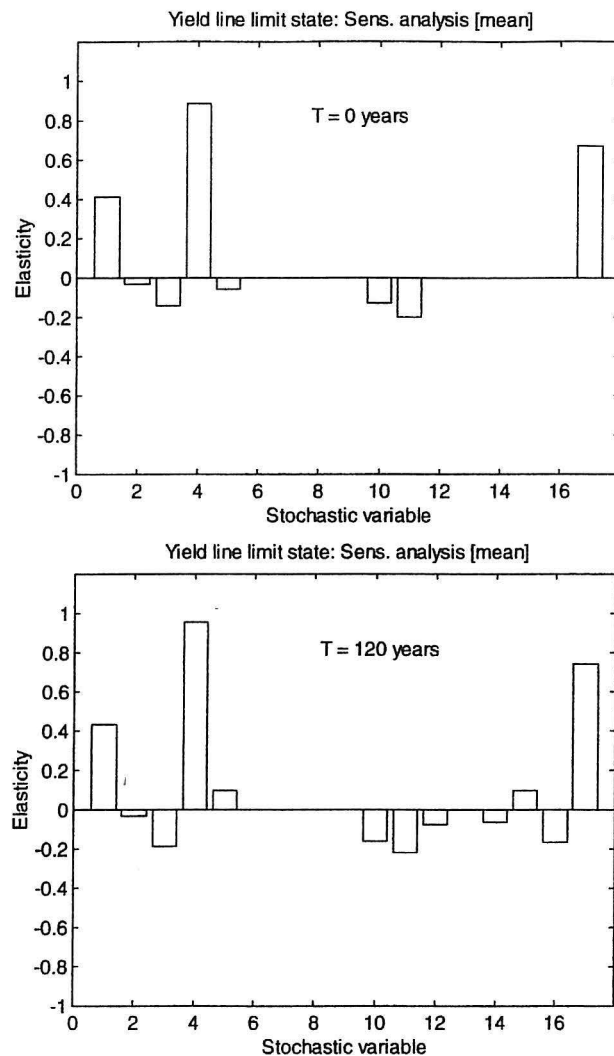 Yield line limit state: Sens. analysis [mean]
1
0.8
0.6
0.4
0.2
0
-0.2
-0.4
-0.6
-0.8
-1
Elasticity
T = 0 years
0 2 4 6 8 10 12 14 16
Stochastic variable
Yield line limit state: Sens. analysis [mean]
1
0.8
0.6
0.4
0.2
0
-0.2
-0.4
-0.6
-0.8
-1
Elasticity
T = 120 years
0 2 4 6 8 10 12 14 16
Stochastic variable